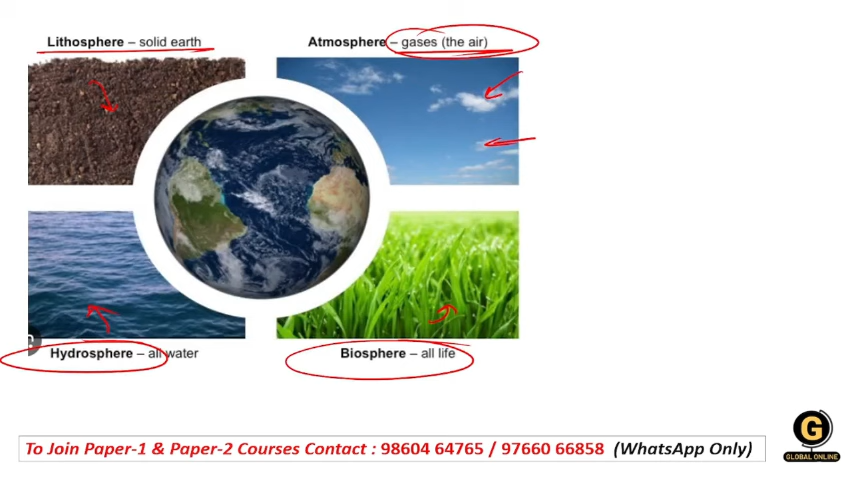 Lithosphere – solid earth
Atmosphere – gases (the air)
Hydrosphere – all water
Biosphere – all life
To Join Paper-1 & Paper-2 Courses Contact : 98604 64765 / 97660 66858 (WhatsApp Only)
G
GLOBAL ONLINE